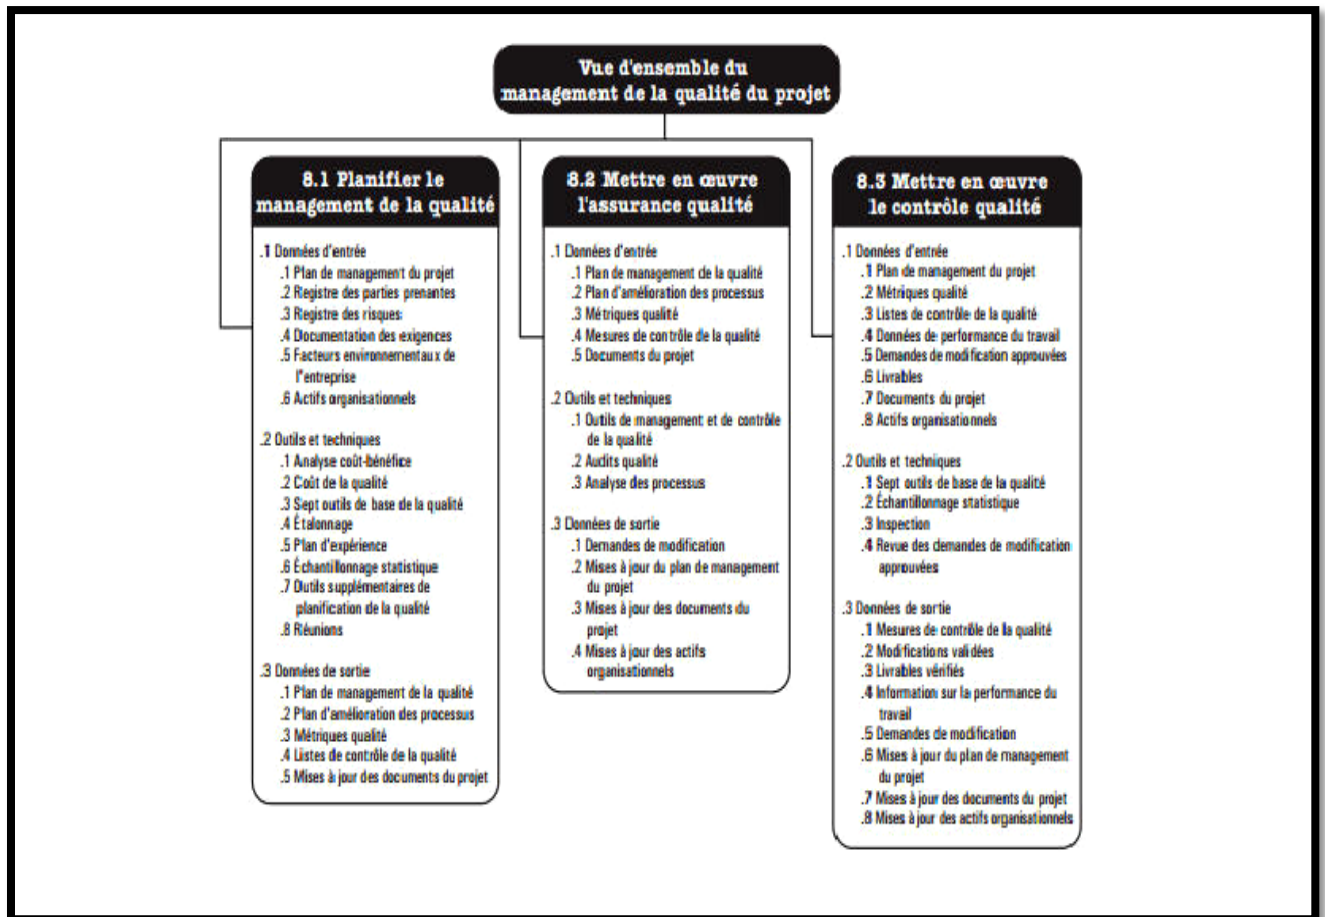 Vue d'ensemble du
management de la qualité du projet
8.1 Planifier le
management de la qualité
.1 Données d'entrée
.1 Plan de management du projet
.2 Registre des parties prenantes
.3 Registre des risques
.4 Documentation des exigences
.5 Facteurs environnementaux de
l'entreprise
.6 Actifs organisationnels
.2 Outils et techniques
.1 Analyse coût-bénéfice
.2 Coût de la qualité
.3 Sept outils de base de la qualité
.4 Étalonnage
.5 Plan d'expérience
.6 Échantillonnage statistique
.7 Outils supplémentaires de
planification de la qualité
.8 Réunions
.3 Données de sortie
.1 Plan de management de la qualité
.2 Plan d'amélioration des processus
.3 Métriques qualité
.4 Listes de contrôle de la qualité
.5 Mises à jour des documents du projet
8.2 Mettre en œuvre
l'assurance qualité
.1 Données d'entrée
.1 Plan de management de la qualité
.2 Plan d'amélioration des processus
.3 Métriques qualité
.4 Mesures de contrôle de la qualité
.5 Documents du projet
.2 Outils et techniques
.1 Outils de management et de contrôle
de la qualité
.2 Audits qualité
.3 Analyse des processus
.3 Données de sortie
.1 Demandes de modification
.2 Mises à jour du plan de management
du projet
.3 Mises à jour des documents du
projet
.4 Mises à jour des actifs
organisationnels
8.3 Mettre en œuvre
le contrôle qualité
.1 Données d'entrée
.1 Plan de management du projet
.2 Métriques qualité
.3 Listes de contrôle de la qualité
.4 Données de performance du travail
.5 Demandes de modification approuvées
.6 Livrables
.7 Documents du projet
.8 Actifs organisationnels
.2 Outils et techniques
.1 Sept outils de base de la qualité
.2 Échantillonnage statistique
.3 Inspection
.4 Revue des demandes de modification
approuvées
.3 Données de sortie
.1 Mesures de contrôle de la qualité
.2 Modifications validées
.3 Livrables vérifiés
.4 Information sur la performance du
travail
.5 Demandes de modification
.6 Mises à jour du plan de management
du projet
.7 Mises à jour des documents du projet
.8 Mises à jour des actifs organisationnels